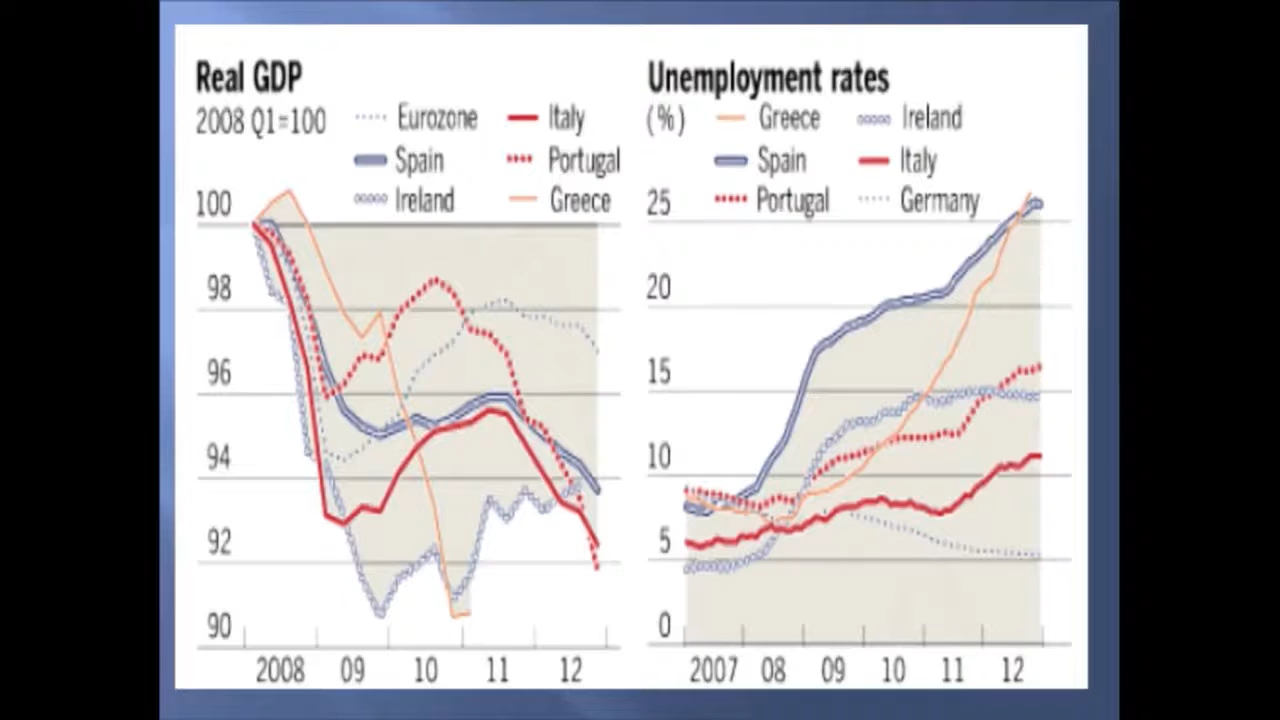 Real GDP
2008 Q1=100
Eurozone
Italy
Spain
Portugal
Ireland
Greece
100
98
96
94
92
90
2008 09 10 11 12
Unemployment rates
(%)
Greece
Ireland
Spain
Italy
Portugal
Germany
25
20
15
10
5
0
2007 08 09 10 11 12